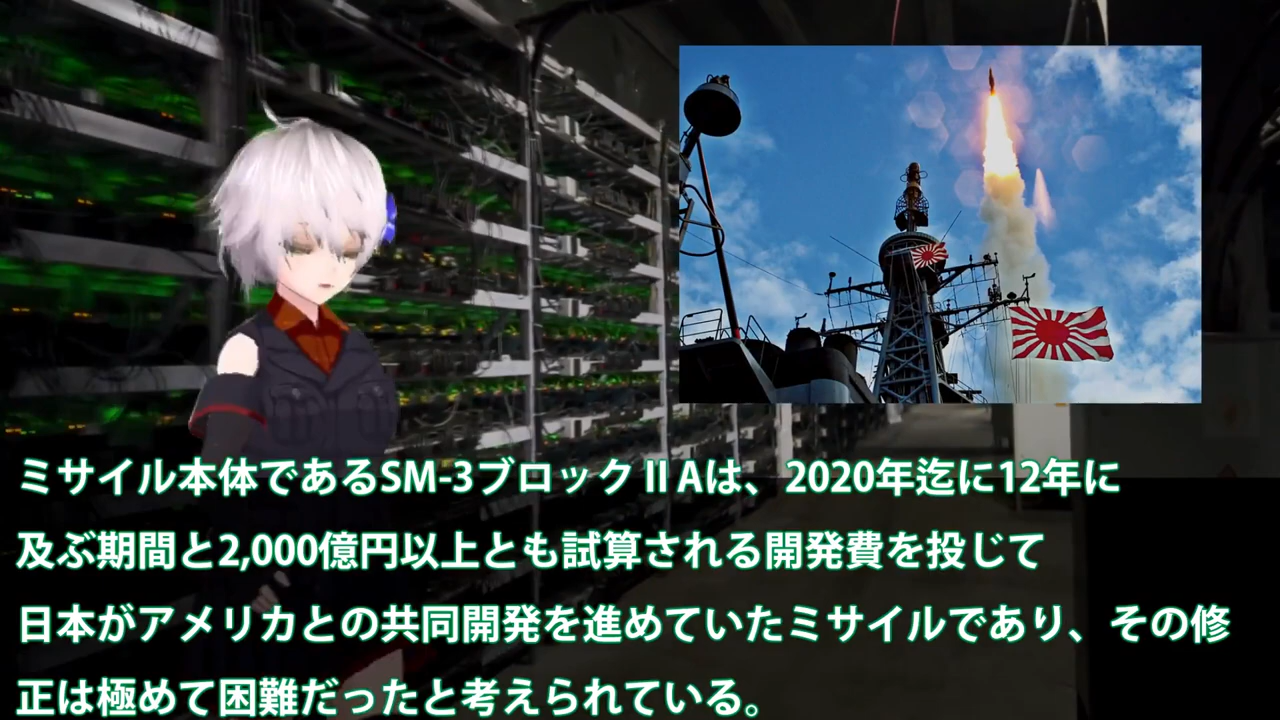 ミサイル本体であるSM-3ブロックⅡAは、2020年迄に12年に
及ぶ期間と2,000億円以上とも試算される開発費を投じて
日本がアメリカとの共同開発を進めていたミサイルであり、その修
正は極めて困難だったと考えられている。